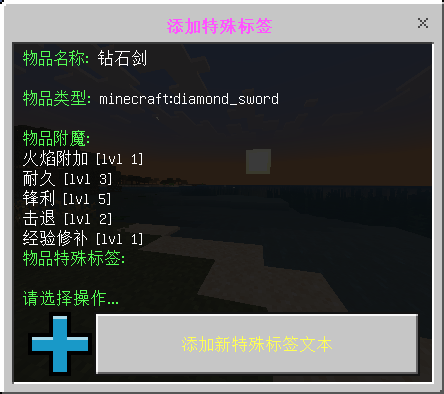 添加特殊标签
物品名称: 钻石剑
物品类型: minecraft:diamond_sword
物品附魔:
火焰附加 [lvl 1]
耐久 [lvl 3]
锋利 [lvl 5]
击退 [lvl 2]
经验修补 [lvl 1]
物品特殊标签:
请选择操作...
添加新特殊标签文本